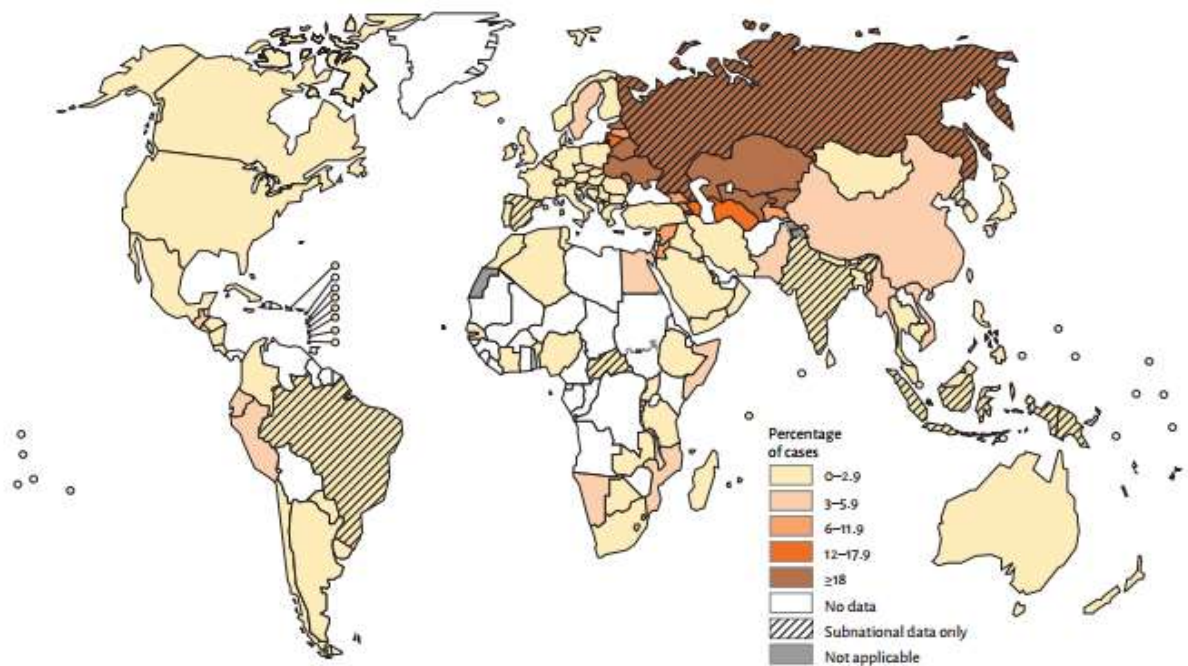 Percentage
of cases
0–2.9
3–5.9
6–11.9
12–17.9
≥18
No data
Subnational data only
Not applicable